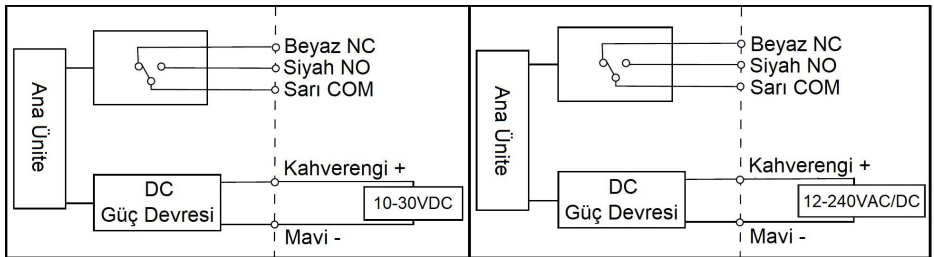 Beyaz NC
Siyah NO
Sarı COM
Ana Ünite
Kahverengi +
DC
Güç Devresi
10-30VDC
Mavi -
Beyaz NC
Siyah NO
Sarı COM
Ana Ünite
Kahverengi +
DC
Güç Devresi
12-240VAC/DC
Mavi -